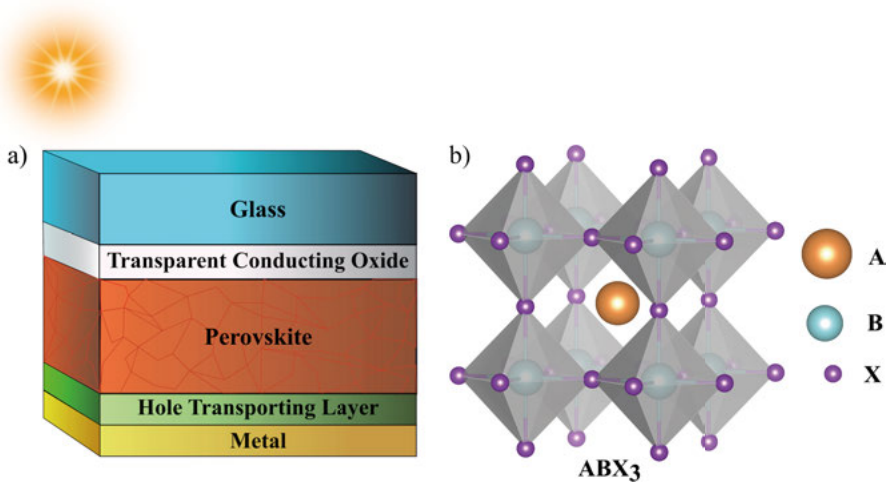 a)
Glass
Transparent Conducting Oxide
Perovskite
Hole Transporting Layer
Metal
b)
A
B
X
ABX3